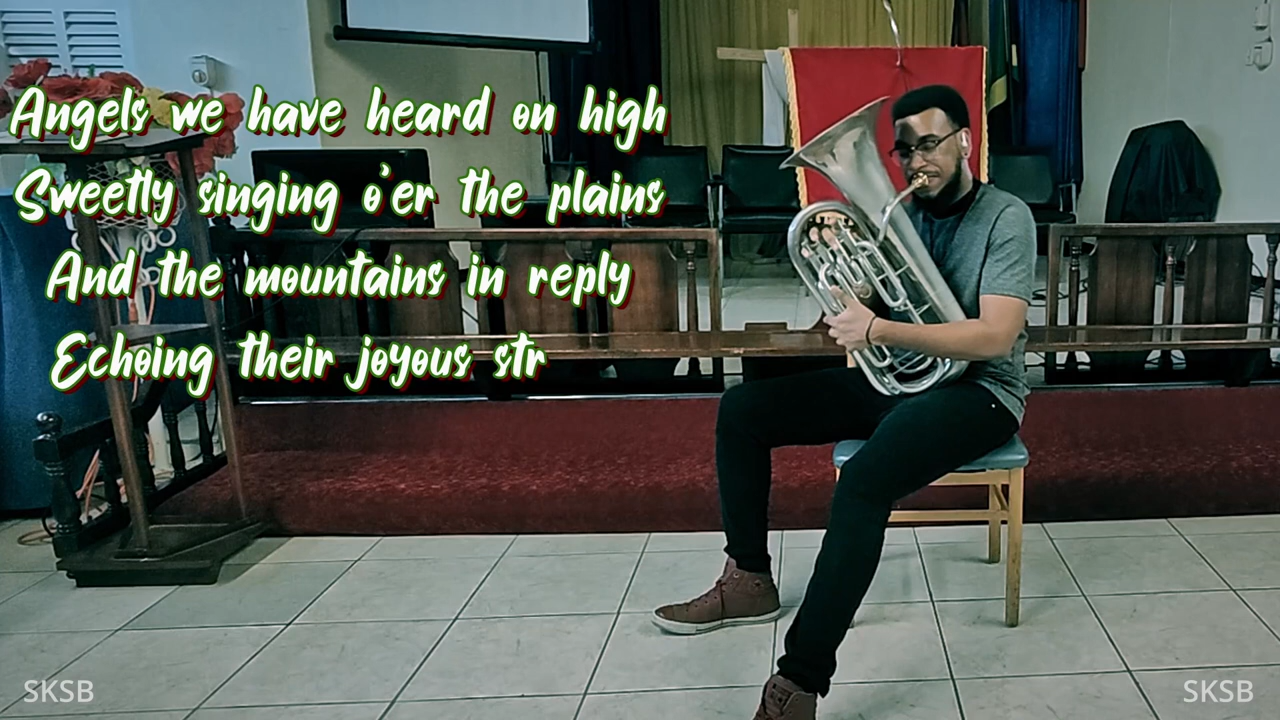 Angels we have heard on high
Sweetly singing o'er the plains
And the mountains in reply
Echoing their joyous str
SKSB
SKSB